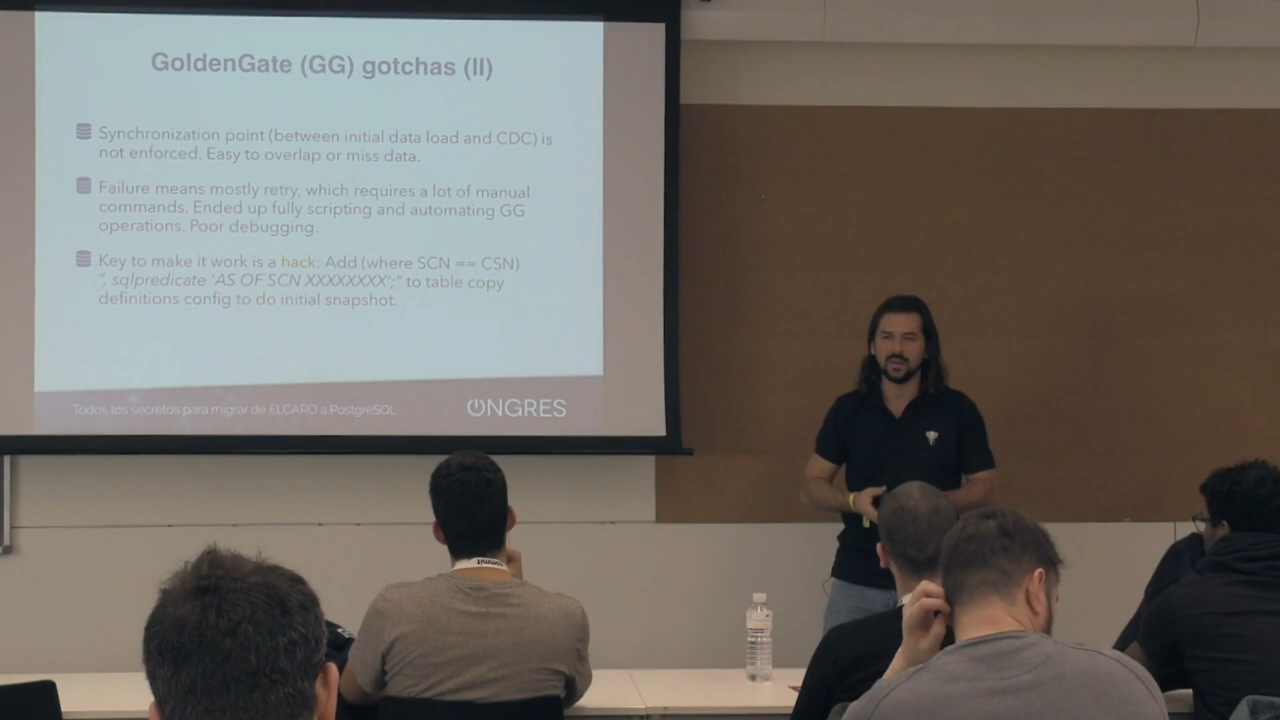 GoldenGate (GG) gotchas (II)
Synchronization point (between initial data load and CDC) is
not enforced. Easy to overlap or miss data.
Failure means mostly retry, which requires a lot of manual
commands. Ended up fully scripting and automating GG
operations. Poor debugging.
Key to make it work is a hack: Add (where SCN == CSN)
“, sqlpredicate 'AS OF SCN XXXXXXXX';” to table copy
definitions config to do initial snapshot.
Todos los secretos para migrar de ELCARO a PostgreSQL
ONGRES
commit